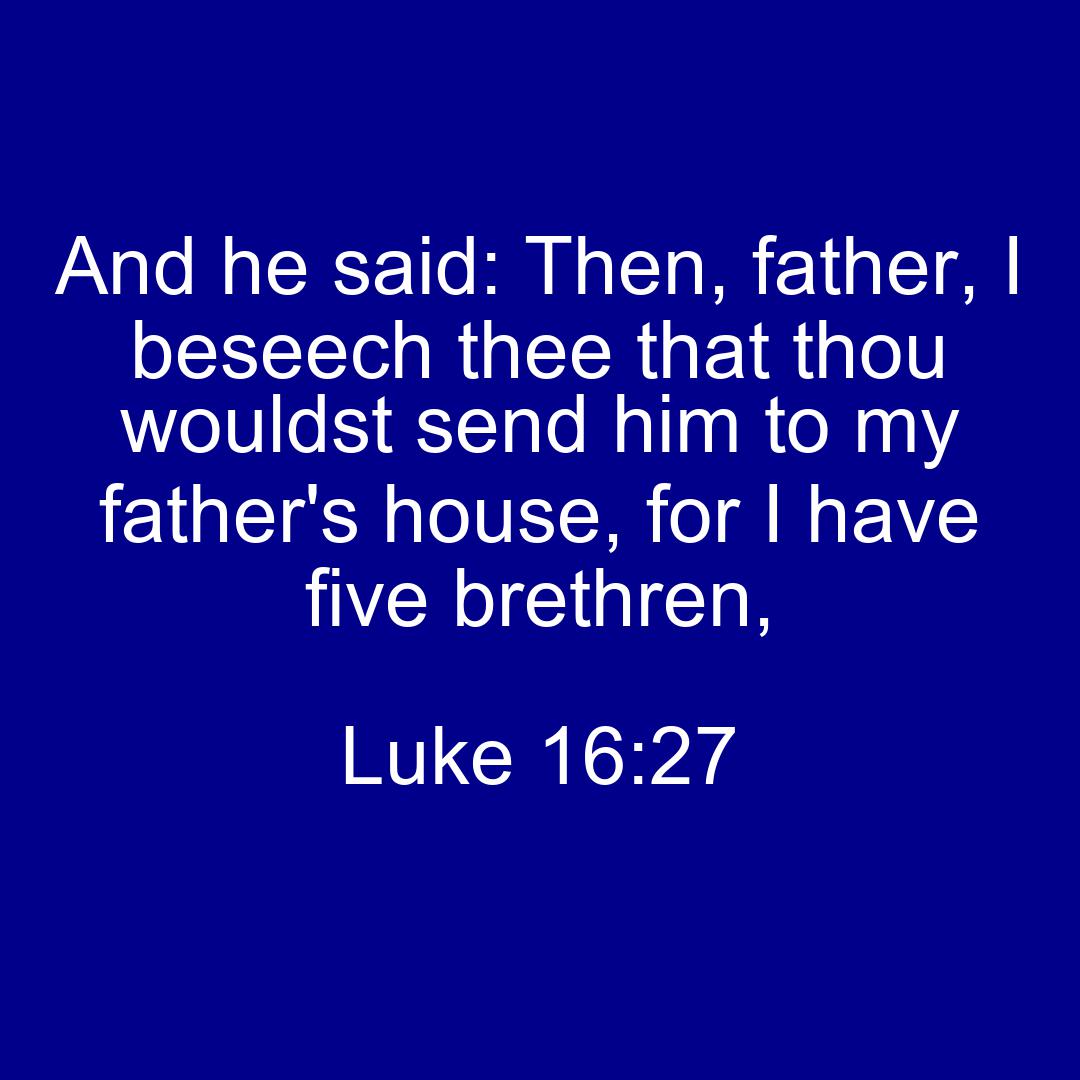 And he said: Then, father, I
beseech thee that thou
wouldst send him to my
father's house, for I have
five brethren,
Luke 16:27